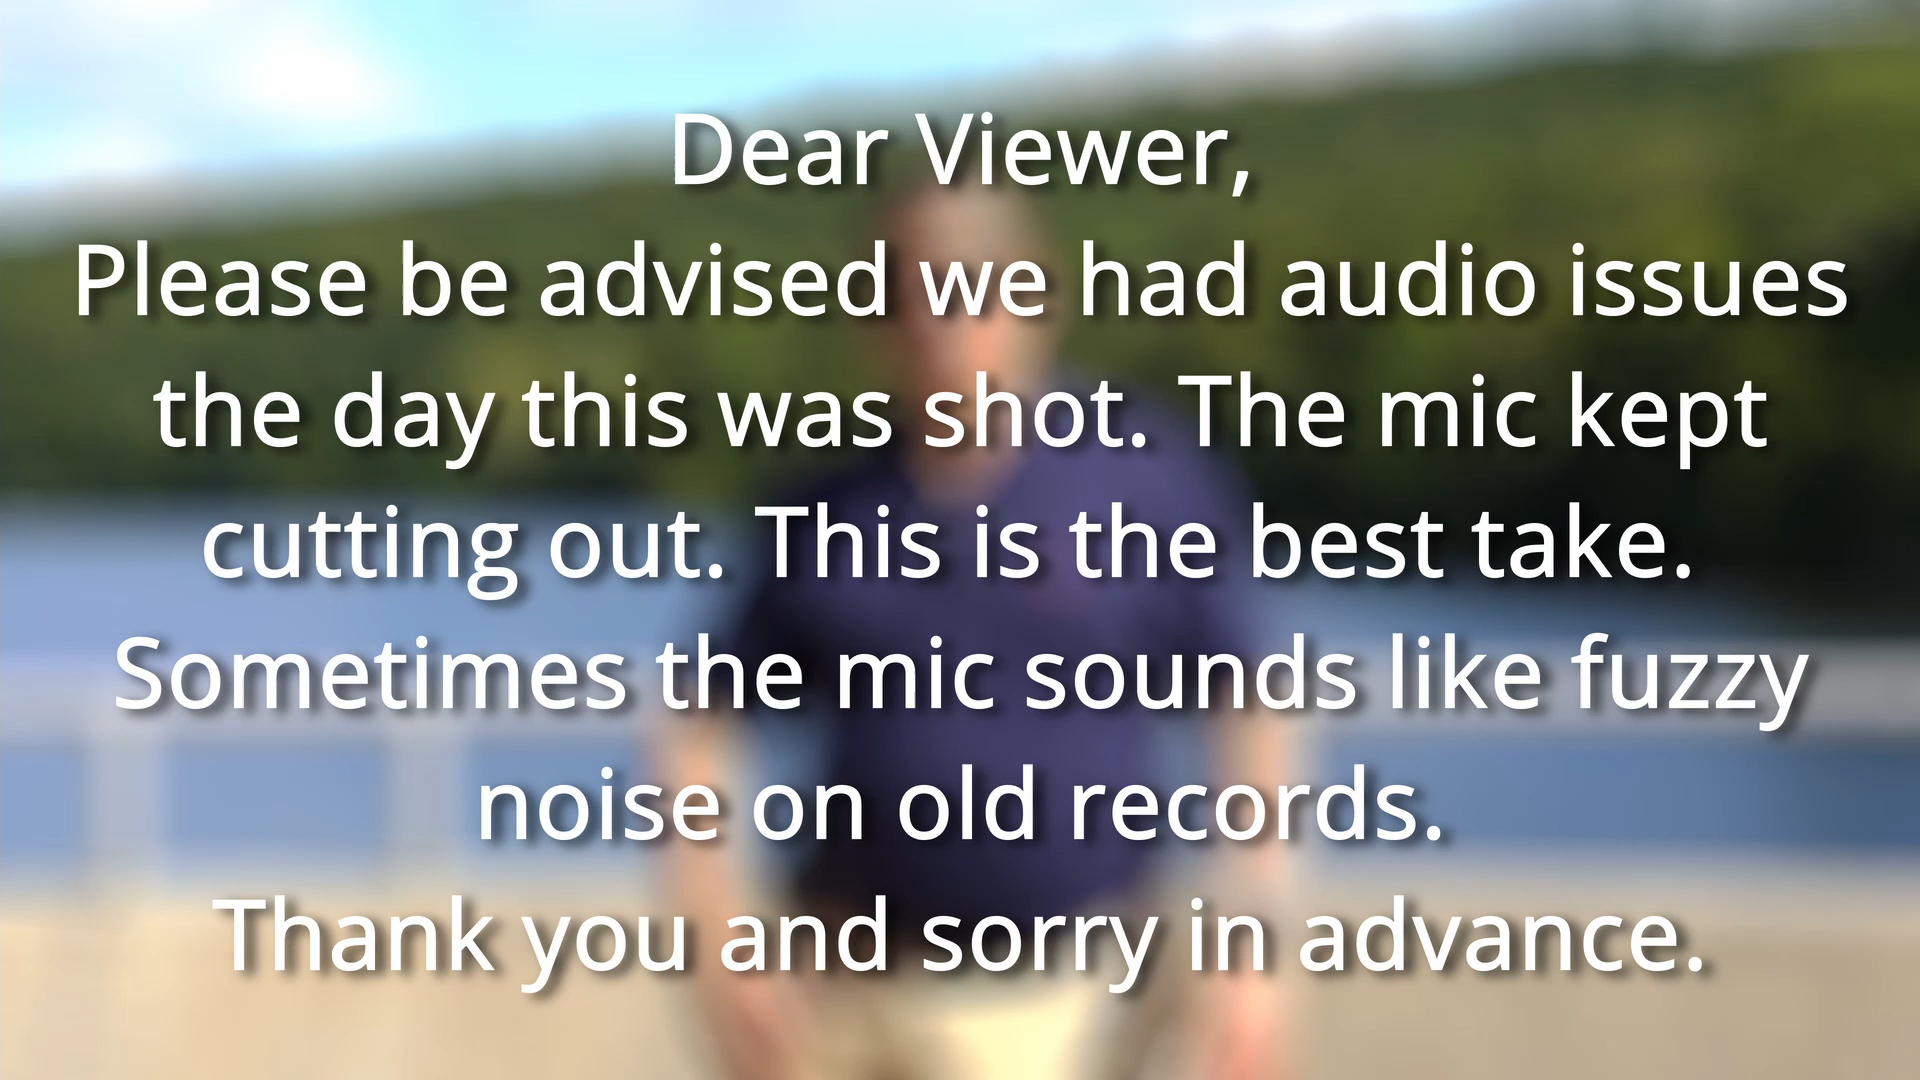 Dear Viewer,
Please be advised we had audio issues
the day this was shot. The mic kept
cutting out. This is the best take.
Sometimes the mic sounds like fuzzy
noise on old records.
Thank you and sorry in advance.